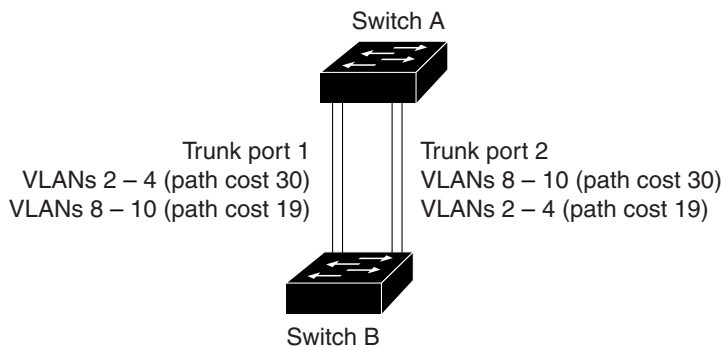 Switch A
Trunk port 1
VLANs 2 – 4 (path cost 30)
VLANs 8 – 10 (path cost 19)
Trunk port 2
VLANs 8 – 10 (path cost 30)
VLANs 2 – 4 (path cost 19)
Switch B